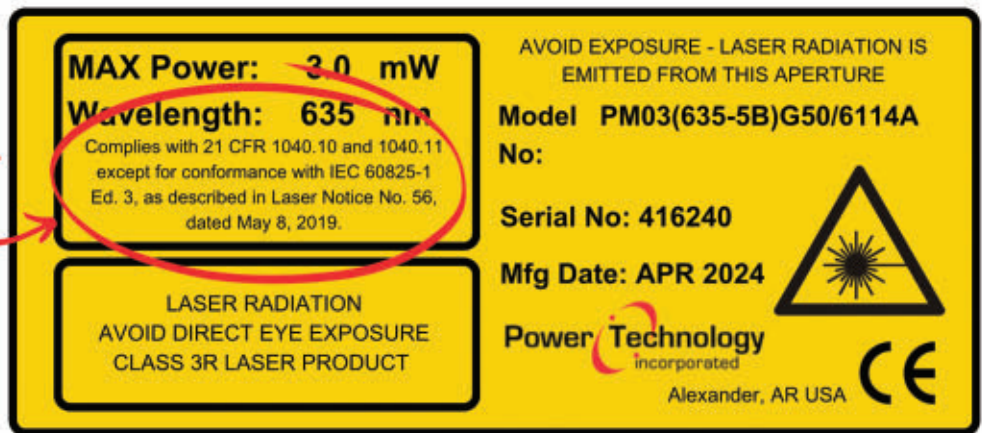 MAX Power: 3.0 mW
Wavelength: 635 nm
Complies with 21 CFR 1040.10 and 1040.11
except for conformance with IEC 60825-1
Ed. 3, as described in Laser Notice No. 56,
dated May 8, 2019.
LASER RADIATION
AVOID DIRECT EYE EXPOSURE
CLASS 3R LASER PRODUCT
AVOID EXPOSURE - LASER RADIATION IS
EMITTED FROM THIS APERTURE
Model PM03(635-5B)G50/6114A
No:
Serial No: 416240
Mfg Date: APR 2024
Power Technology
incorporated
Alexander, AR USA
CE